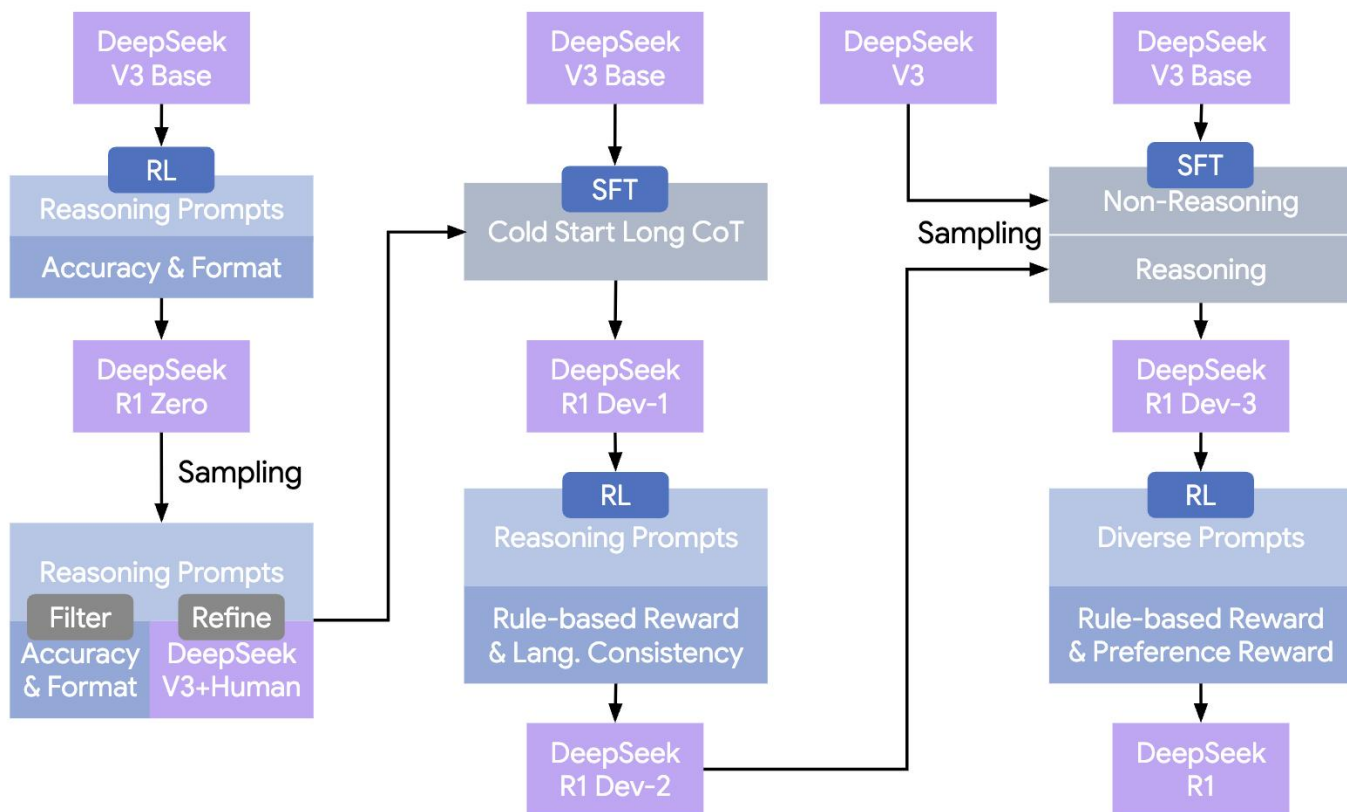 DeepSeek
V3 Base
RL
Reasoning Prompts
Accuracy & Format
DeepSeek
R1 Zero
Sampling
Reasoning Prompts
Filter
Refine
Accuracy
& Format
DeepSeek
V3+Human
DeepSeek
V3 Base
SFT
Cold Start Long CoT
DeepSeek
R1 Dev-1
RL
Reasoning Prompts
Rule-based Reward
& Lang. Consistency
DeepSeek
R1 Dev-2
DeepSeek
V3
Sampling
DeepSeek
V3 Base
SFT
Non-Reasoning
Reasoning
DeepSeek
R1 Dev-3
RL
Diverse Prompts
Rule-based Reward
& Preference Reward
DeepSeek
R1